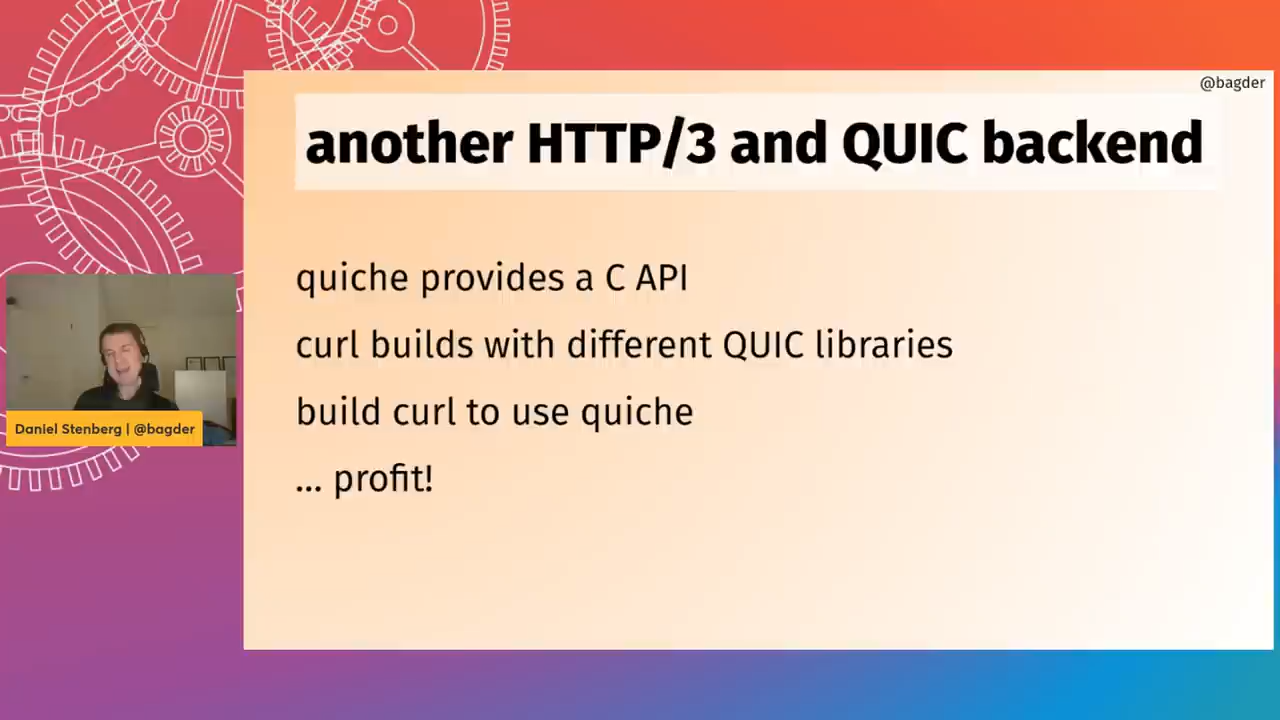 @bagder
another HTTP/3 and QUIC backend
quiche provides a C API
curl builds with different QUIC libraries
build curl to use quiche
... profit!
Daniel Stenberg | @bagder